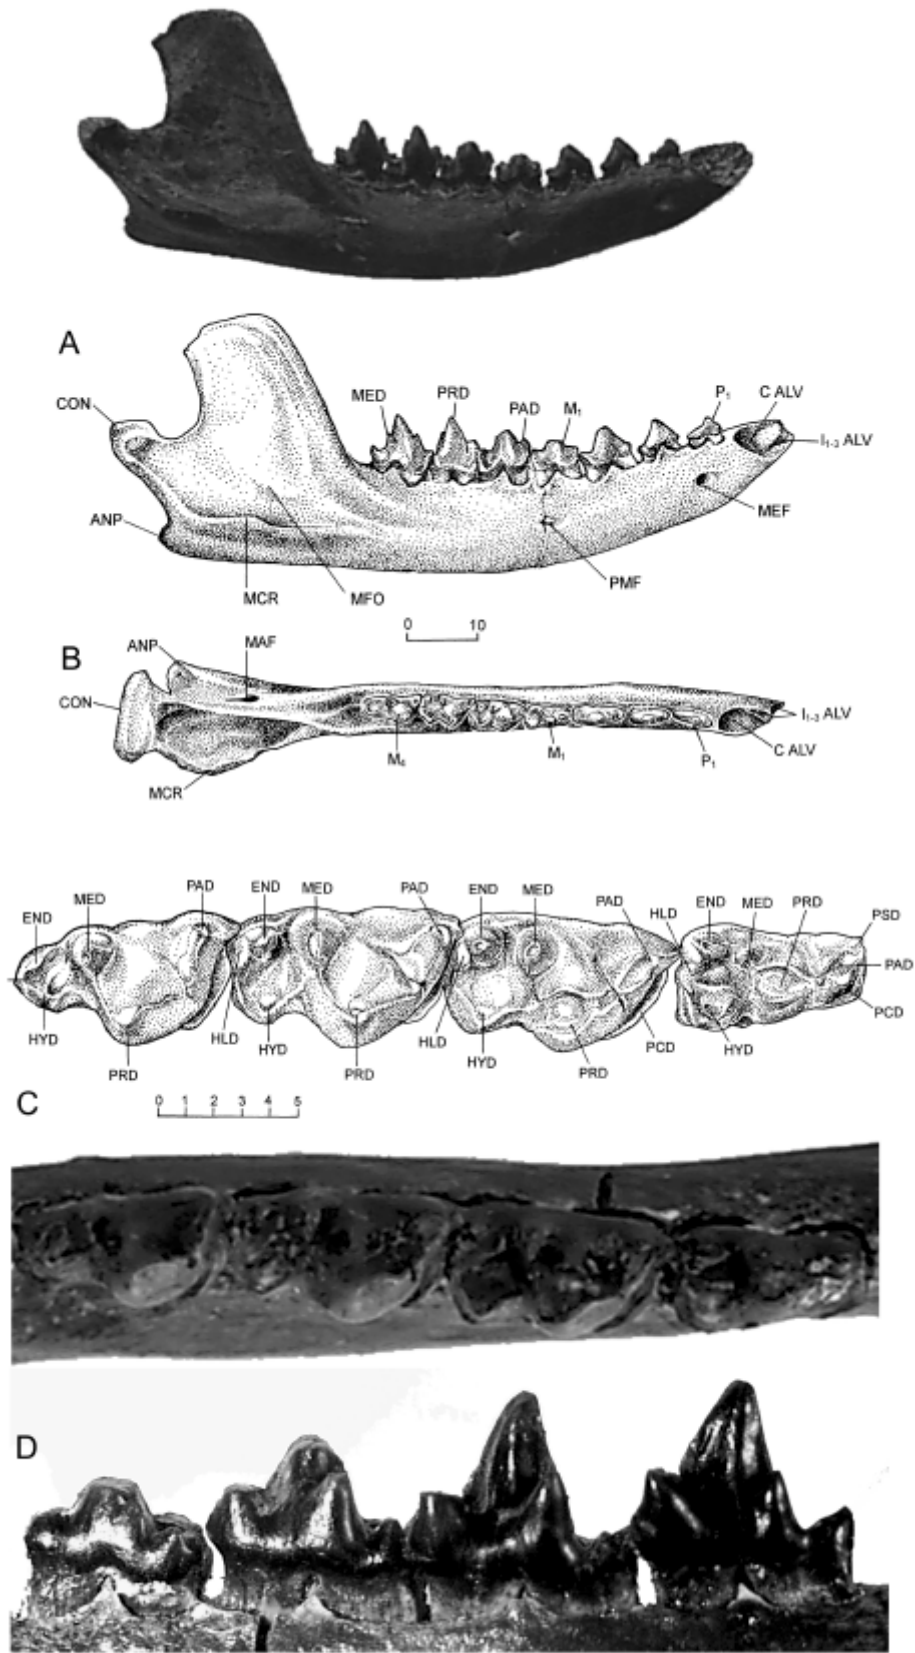 A
CON
MED
PRD
PAD
M₁
P₁
C ALV
I₁₋₃ ALV
ANP
MEF
MCR
MFO
PMF
0 10
B
ANP
MAF
CON
I₁₋₃ ALV
C ALV
M₄
M₁
P₁
MCR
END
MED
PAD
END
MED
PAD
END
MED
PAD
HLD
END
MED
PRD
PSD
PAD
PCD
HYD
PRD
HLD
HYD
PRD
HLD
HYD
PRD
PCD
HYD
C
0 1 2 3 4 5
D